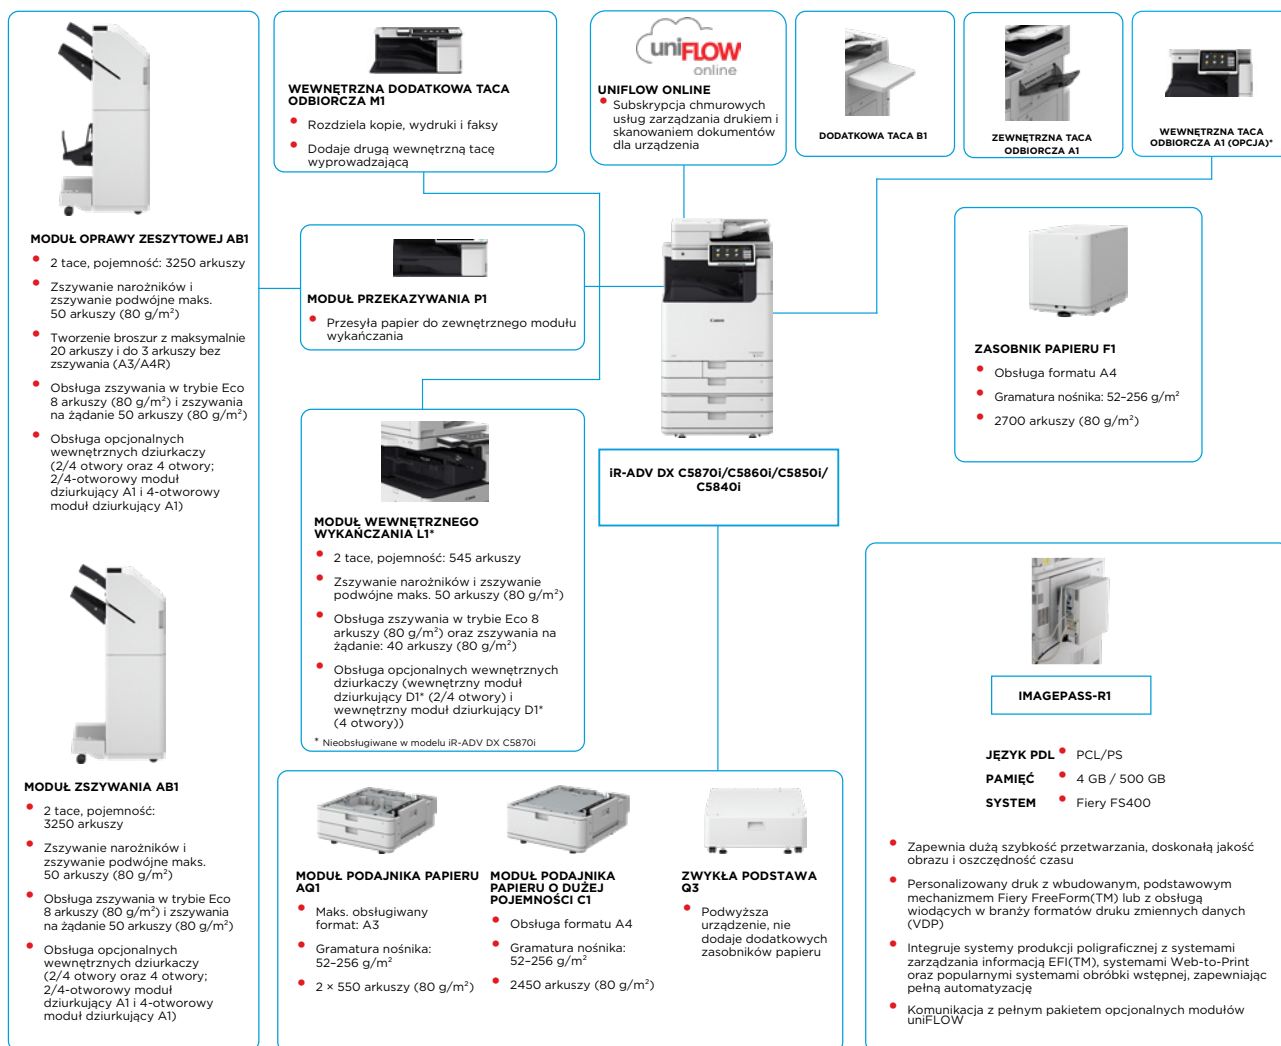 MODUŁ OPRAWY ZESZYTOWEJ AB1
2 tace, pojemność: 3250 arkuszy
Zszywanie narożników i
zszywanie podwójne maks.
50 arkuszy (80 g/m²)
Tworzenie broszur z maksymalnie
20 arkuszy i do 3 arkuszy bez
zszywania (A3/A4R)
Obsługa zszywania w trybie Eco
8 arkuszy (80 g/m²) i zszywania
na żądanie 50 arkuszy (80 g/m²)
Obsługa opcjonalnych
wewnętrznych dziurkaczy
(2/4 otwory oraz 4 otwory;
2/4-otworowy moduł
dziurkujący A1 i 4-otworowy
moduł dziurkujący A1)
MODUŁ ZSZYWANIA AB1
2 tace, pojemność:
3250 arkuszy
Zszywanie narożników i
zszywanie podwójne maks.
50 arkuszy (80 g/m²)
Obsługa zszywania w trybie Eco
8 arkuszy (80 g/m²) i zszywania
na żądanie 50 arkuszy (80 g/m²)
Obsługa opcjonalnych
wewnętrznych dziurkaczy
(2/4 otwory oraz 4 otwory;
2/4-otworowy moduł
dziurkujący A1 i 4-otworowy
moduł dziurkujący A1)
WEWNĘTRZNA DODATKOWA TACA
ODBIORCZA M1
Rozdziela kopie, wydruki i faksy
Dodaje drugą wewnętrzną tacę
wyprowadzającą
uniFLOW
online
UNIFLOW ONLINE
Subskrypcja chmurowych
usług zarządzania drukiem i
skanowaniem dokumentów
dla urządzenia
DODATKOWA TACA B1
ZEWNĘTRZNA TACA
ODBIORCZA A1
WEWNĘTRZNA TACA
ODBIORCZA A1 (OPCJA)*
MODUŁ PRZEKAZYWANIA P1
Przesyła papier do zewnętrznego modułu
wykańczania
Canon
iR-ADV DX C5870i/C5860i/C5850i/
C5840i
ZASOBNIK PAPIERU F1
Obsługa formatu A4
Gramatura nośnika: 52–256 g/m²
2700 arkuszy (80 g/m²)
MODUŁ WEWNĘTRZNEGO
WYKAŃCZANIA L1*
2 tace, pojemność: 545 arkuszy
Zszywanie narożników i zszywanie
podwójne maks. 50 arkuszy (80 g/m²)
Obsługa zszywania w trybie Eco 8
arkuszy (80 g/m²) oraz zszywania na
żądanie: 40 arkuszy (80 g/m²)
Obsługa opcjonalnych wewnętrznych
dziurkaczy (wewnętrzny moduł
dziurkujący D1* (2/4 otwory) i
wewnętrzny moduł dziurkujący D1*
(4 otwory))
* Nieobsługiwane w modelu iR-ADV DX C5870i
MODUŁ PODAJNIKA PAPIERU
AQ1
Maks. obsługiwany
format: A3
Gramatura nośnika:
52–256 g/m²
2 × 550 arkuszy (80 g/m²)
MODUŁ PODAJNIKA
PAPIERU O DUŻEJ
POJEMNOŚCI C1
Obsługa formatu A4
Gramatura nośnika:
52–256 g/m²
2450 arkuszy (80 g/m²)
ZWYKŁA PODSTAWA
Q3
Podwyższa
urządzenie, nie
dodaje dodatkowych
zasobników papieru
IMAGEPASS-R1
JĘZYK PDL PCL/PS
PAMIĘĆ 4 GB / 500 GB
SYSTEM Fiery FS400
Zapewnia dużą szybkość przetwarzania, doskonałą jakość
obrazu i oszczędność czasu
Personalizowany druk z wbudowanym, podstawowym
mechanizmem Fiery FreeForm(TM) lub z obsługą
wiodących w branży formatów druku zmiennych danych
(VDP)
Integruje systemy produkcji poligraficznej z systemami
zarządzania informacją EFI(TM), systemami Web-to-Print
oraz popularnymi systemami obróbki wstępnej, zapewniając
pełną automatyzację
Komunikacja z pełnym pakietem opcjonalnych modułów
uniFLOW